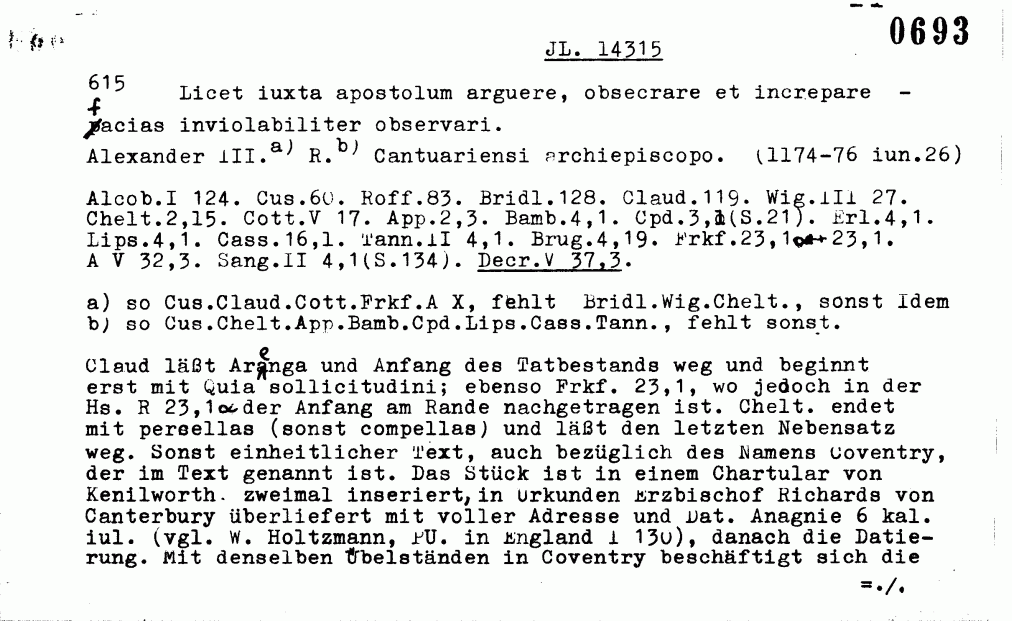 0693
JL. 14315
615 Licet iuxta apostolum arguere, obsecrare et increpare -
facias inviolabiliter observari.
Alexander III.a) R.b) Cantuariensi archiepiscopo. (1174-76 iun.26)
Alcob.I 124. Cus.60. Roff.83. Bridl.128. Claud.119. Wig.III 27.
Chelt.2,15. Cott.V 17. App.2,3. Bamb.4,1. Cpd.3,1(S.21). Erl.4,1.
Lips.4,1. Cass.16,1. Tann.II 4,1. Brug.4,19. Frkf.23,1α+23,1.
A V 32,3. Sang.II 4,1(S.134). Decr.V 37,3.
a) so Cus.Claud.Cott.Frkf.A X, fehlt Bridl.Wig.Chelt., sonst Idem
b) so Cus.Chelt.App.Bamb.Cpd.Lips.Cass.Tann., fehlt sonst.
Claud läßt Arenga und Anfang des Tatbestands weg und beginnt
erst mit Quia sollicitudini; ebenso Frkf. 23,1, wo jedoch in der
Hs. R 23,1α der Anfang am Rande nachgetragen ist. Chelt. endet
mit persellas (sonst compellas) und läßt den letzten Nebensatz
weg. Sonst einheitlicher Text, auch bezüglich des Namens Coventry,
der im Text genannt ist. Das Stück ist in einem Chartular von
Kenilworth. zweimal inseriert, in Urkunden Erzbischof Richards von
Canterbury überliefert mit voller Adresse und Dat. Anagnie 6 kal.
iul. (vgl. W. Holtzmann, PU. in England I 130), danach die Datie-
rung. Mit denselben Übelständen in Coventry beschäftigt sich die
=./.